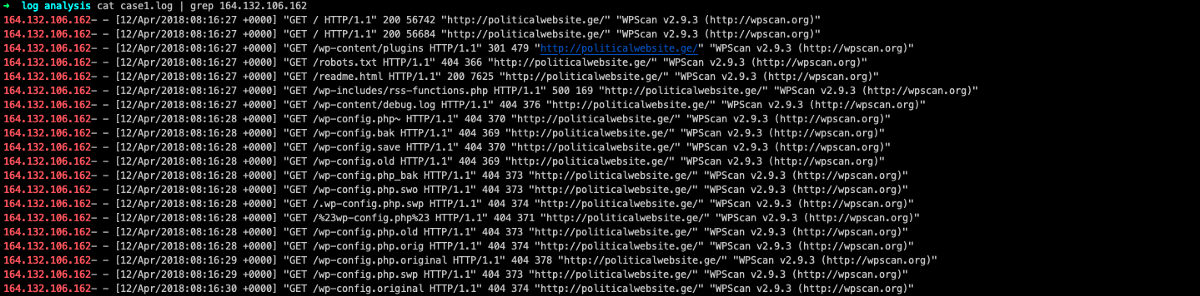 ➜ log analysis cat case1.log | grep 164.132.106.162
164.132.106.162- - [12/Apr/2018:08:16:27 +0000] "GET / HTTP/1.1" 200 56742 "http://politicalwebsite.ge/" "WPScan v2.9.3 (http://wpscan.org)"
164.132.106.162- - [12/Apr/2018:08:16:27 +0000] "GET / HTTP/1.1" 200 56684 "http://politicalwebsite.ge/" "WPScan v2.9.3 (http://wpscan.org)"
164.132.106.162- - [12/Apr/2018:08:16:27 +0000] "GET /wp-content/plugins HTTP/1.1" 301 479 "http://politicalwebsite.ge/" "WPScan v2.9.3 (http://wpscan.org)"
164.132.106.162- - [12/Apr/2018:08:16:27 +0000] "GET /robots.txt HTTP/1.1" 404 366 "http://politicalwebsite.ge/" "WPScan v2.9.3 (http://wpscan.org)"
164.132.106.162- - [12/Apr/2018:08:16:27 +0000] "GET /readme.html HTTP/1.1" 200 7625 "http://politicalwebsite.ge/" "WPScan v2.9.3 (http://wpscan.org)"
164.132.106.162- - [12/Apr/2018:08:16:27 +0000] "GET /wp-includes/rss-functions.php HTTP/1.1" 500 169 "http://politicalwebsite.ge/" "WPScan v2.9.3 (http://wpscan.org)"
164.132.106.162- - [12/Apr/2018:08:16:27 +0000] "GET /wp-content/debug.log HTTP/1.1" 404 376 "http://politicalwebsite.ge/" "WPScan v2.9.3 (http://wpscan.org)"
164.132.106.162- - [12/Apr/2018:08:16:28 +0000] "GET /wp-config.php~ HTTP/1.1" 404 370 "http://politicalwebsite.ge/" "WPScan v2.9.3 (http://wpscan.org)"
164.132.106.162- - [12/Apr/2018:08:16:28 +0000] "GET /wp-config.bak HTTP/1.1" 404 369 "http://politicalwebsite.ge/" "WPScan v2.9.3 (http://wpscan.org)"
164.132.106.162- - [12/Apr/2018:08:16:28 +0000] "GET /wp-config.save HTTP/1.1" 404 370 "http://politicalwebsite.ge/" "WPScan v2.9.3 (http://wpscan.org)"
164.132.106.162- - [12/Apr/2018:08:16:28 +0000] "GET /wp-config.old HTTP/1.1" 404 369 "http://politicalwebsite.ge/" "WPScan v2.9.3 (http://wpscan.org)"
164.132.106.162- - [12/Apr/2018:08:16:28 +0000] "GET /wp-config.php_bak HTTP/1.1" 404 373 "http://politicalwebsite.ge/" "WPScan v2.9.3 (http://wpscan.org)"
164.132.106.162- - [12/Apr/2018:08:16:28 +0000] "GET /wp-config.php.swo HTTP/1.1" 404 373 "http://politicalwebsite.ge/" "WPScan v2.9.3 (http://wpscan.org)"
164.132.106.162- - [12/Apr/2018:08:16:28 +0000] "GET /.wp-config.php.swp HTTP/1.1" 404 374 "http://politicalwebsite.ge/" "WPScan v2.9.3 (http://wpscan.org)"
164.132.106.162- - [12/Apr/2018:08:16:28 +0000] "GET /%23wp-config.php%23 HTTP/1.1" 404 371 "http://politicalwebsite.ge/" "WPScan v2.9.3 (http://wpscan.org)"
164.132.106.162- - [12/Apr/2018:08:16:28 +0000] "GET /wp-config.php.old HTTP/1.1" 404 373 "http://politicalwebsite.ge/" "WPScan v2.9.3 (http://wpscan.org)"
164.132.106.162- - [12/Apr/2018:08:16:29 +0000] "GET /wp-config.php.orig HTTP/1.1" 404 374 "http://politicalwebsite.ge/" "WPScan v2.9.3 (http://wpscan.org)"
164.132.106.162- - [12/Apr/2018:08:16:29 +0000] "GET /wp-config.php.original HTTP/1.1" 404 378 "http://politicalwebsite.ge/" "WPScan v2.9.3 (http://wpscan.org)"
164.132.106.162- - [12/Apr/2018:08:16:29 +0000] "GET /wp-config.php.swp HTTP/1.1" 404 373 "http://politicalwebsite.ge/" "WPScan v2.9.3 (http://wpscan.org)"
164.132.106.162- - [12/Apr/2018:08:16:30 +0000] "GET /wp-config.original HTTP/1.1" 404 374 "http://politicalwebsite.ge/" "WPScan v2.9.3 (http://wpscan.org)"